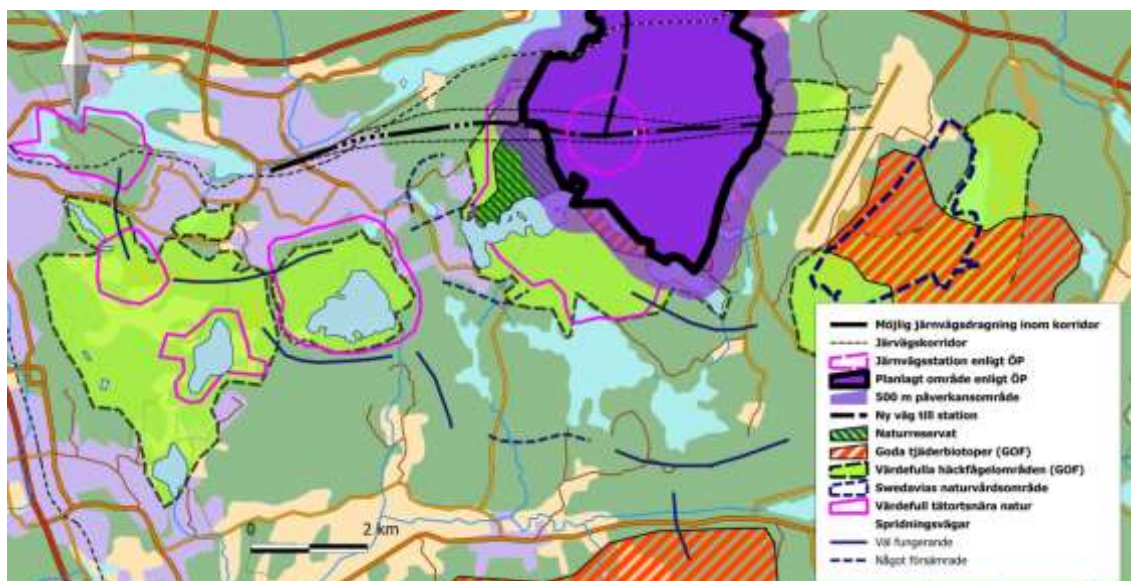 Möjlig järnvägsdragning inom korridor
Järvägskorridor
Järnvägsstation enligt ÖP
Planlagt område enligt ÖP
500 m påverkansområde
Ny väg till station
Naturreservat
Goda tjäderbiotoper (GOF)
Värdefulla häckfågelområden (GOF)
Swedavias naturvårdsområde
Värdefull tätortsnära natur
Spridningsvägar
Väl fungerande
Något försämrade
0 2 km